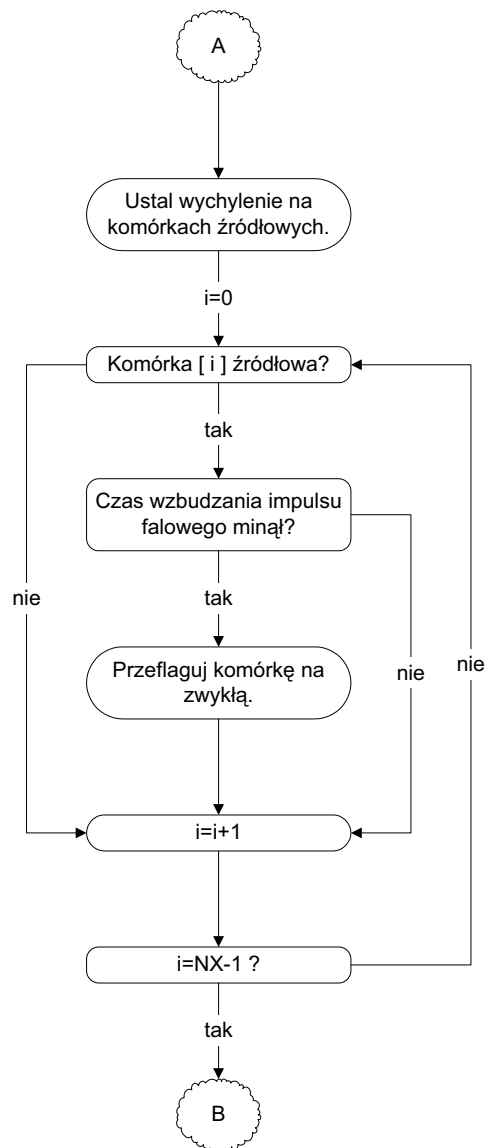 A
Ustal wychylenie na
komórkach źródłowych.
i=0
Komórka [ i ] źródłowa?
tak
Czas wzbudzania impulsu
falowego minął?
nie
tak
nie
nie
Przeflaguj komórkę na
zwykłą.
i=i+1
i=NX-1 ?
tak
B